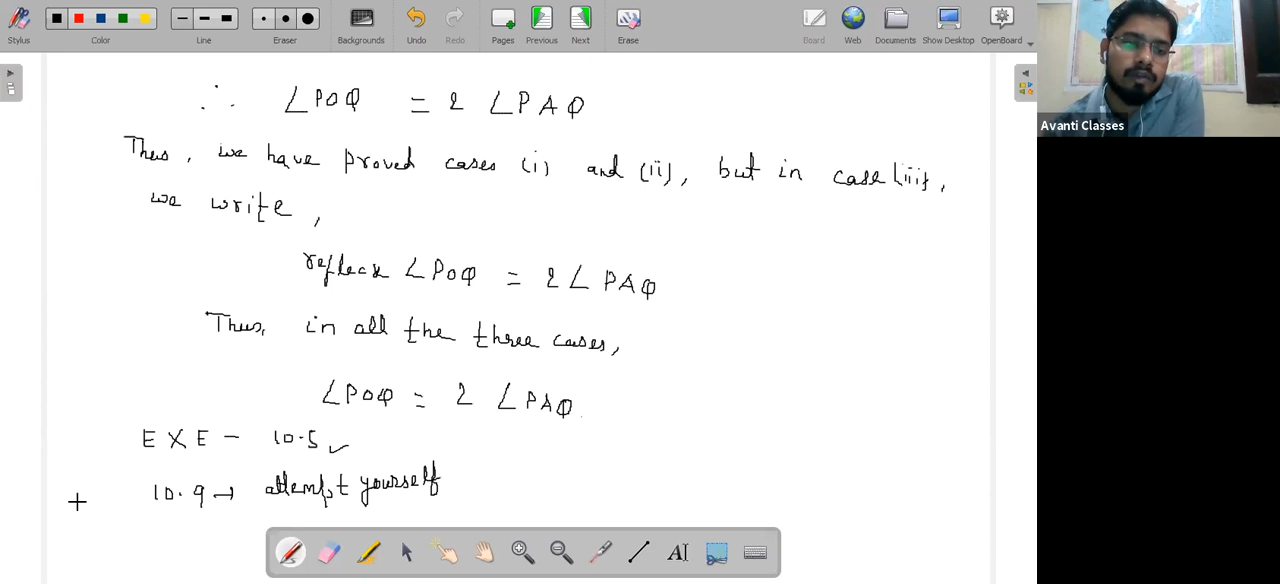 Stylus
Color
Line
Eraser
Backgrounds
Undo
Redo
Pages
Previous
Next
Erase
Board
Web
Documents
Show Desktop
OpenBoard
Avanti Classes
∴ ∠POQ = 2 ∠PAQ
Thus, we have proved cases (i) and (ii), but in case (iii),
we write,
reflex ∠POQ = 2 ∠PAQ
Thus, in all the three cases,
∠POQ = 2 ∠PAQ.
EXE - 10.5 ✓
10.9 → attempt yourself